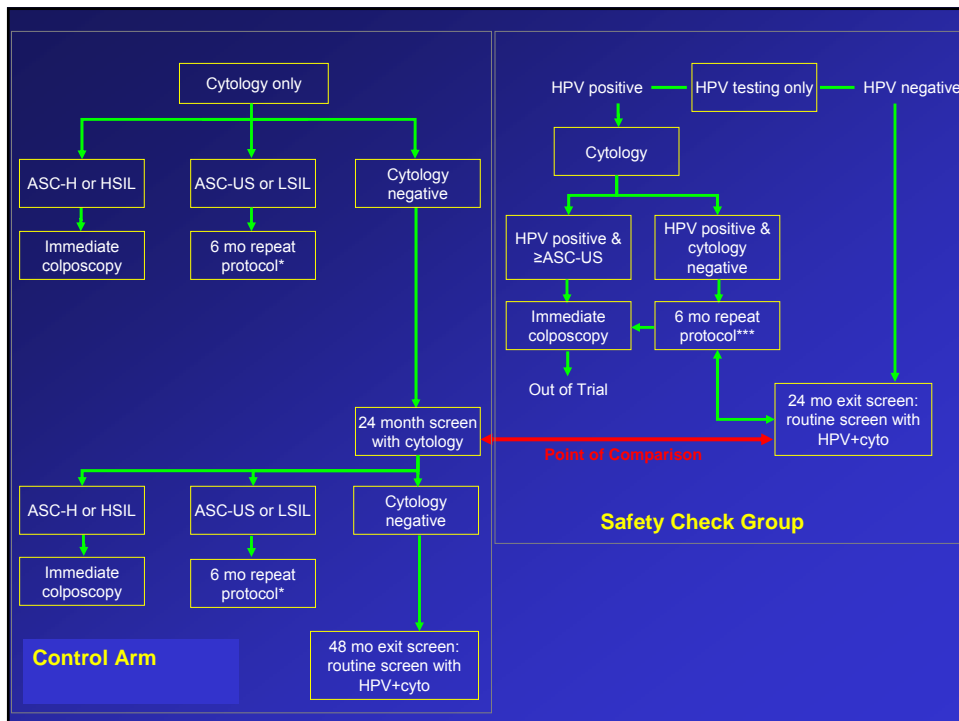 Cytology only
ASC-H or HSIL
ASC-US or LSIL
Cytology
negative
Immediate
colposcopy
6 mo repeat
protocol*
24 month screen
with cytology
ASC-H or HSIL
ASC-US or LSIL
Cytology
negative
Immediate
colposcopy
6 mo repeat
protocol*
48 mo exit screen:
routine screen with
HPV+cyto
Control Arm
HPV positive
HPV testing only
HPV negative
Cytology
HPV positive &
≥ASC-US
HPV positive &
cytology
negative
Immediate
colposcopy
6 mo repeat
protocol***
Out of Trial
24 mo exit screen:
routine screen with
HPV+cyto
Point of Comparison
Safety Check Group